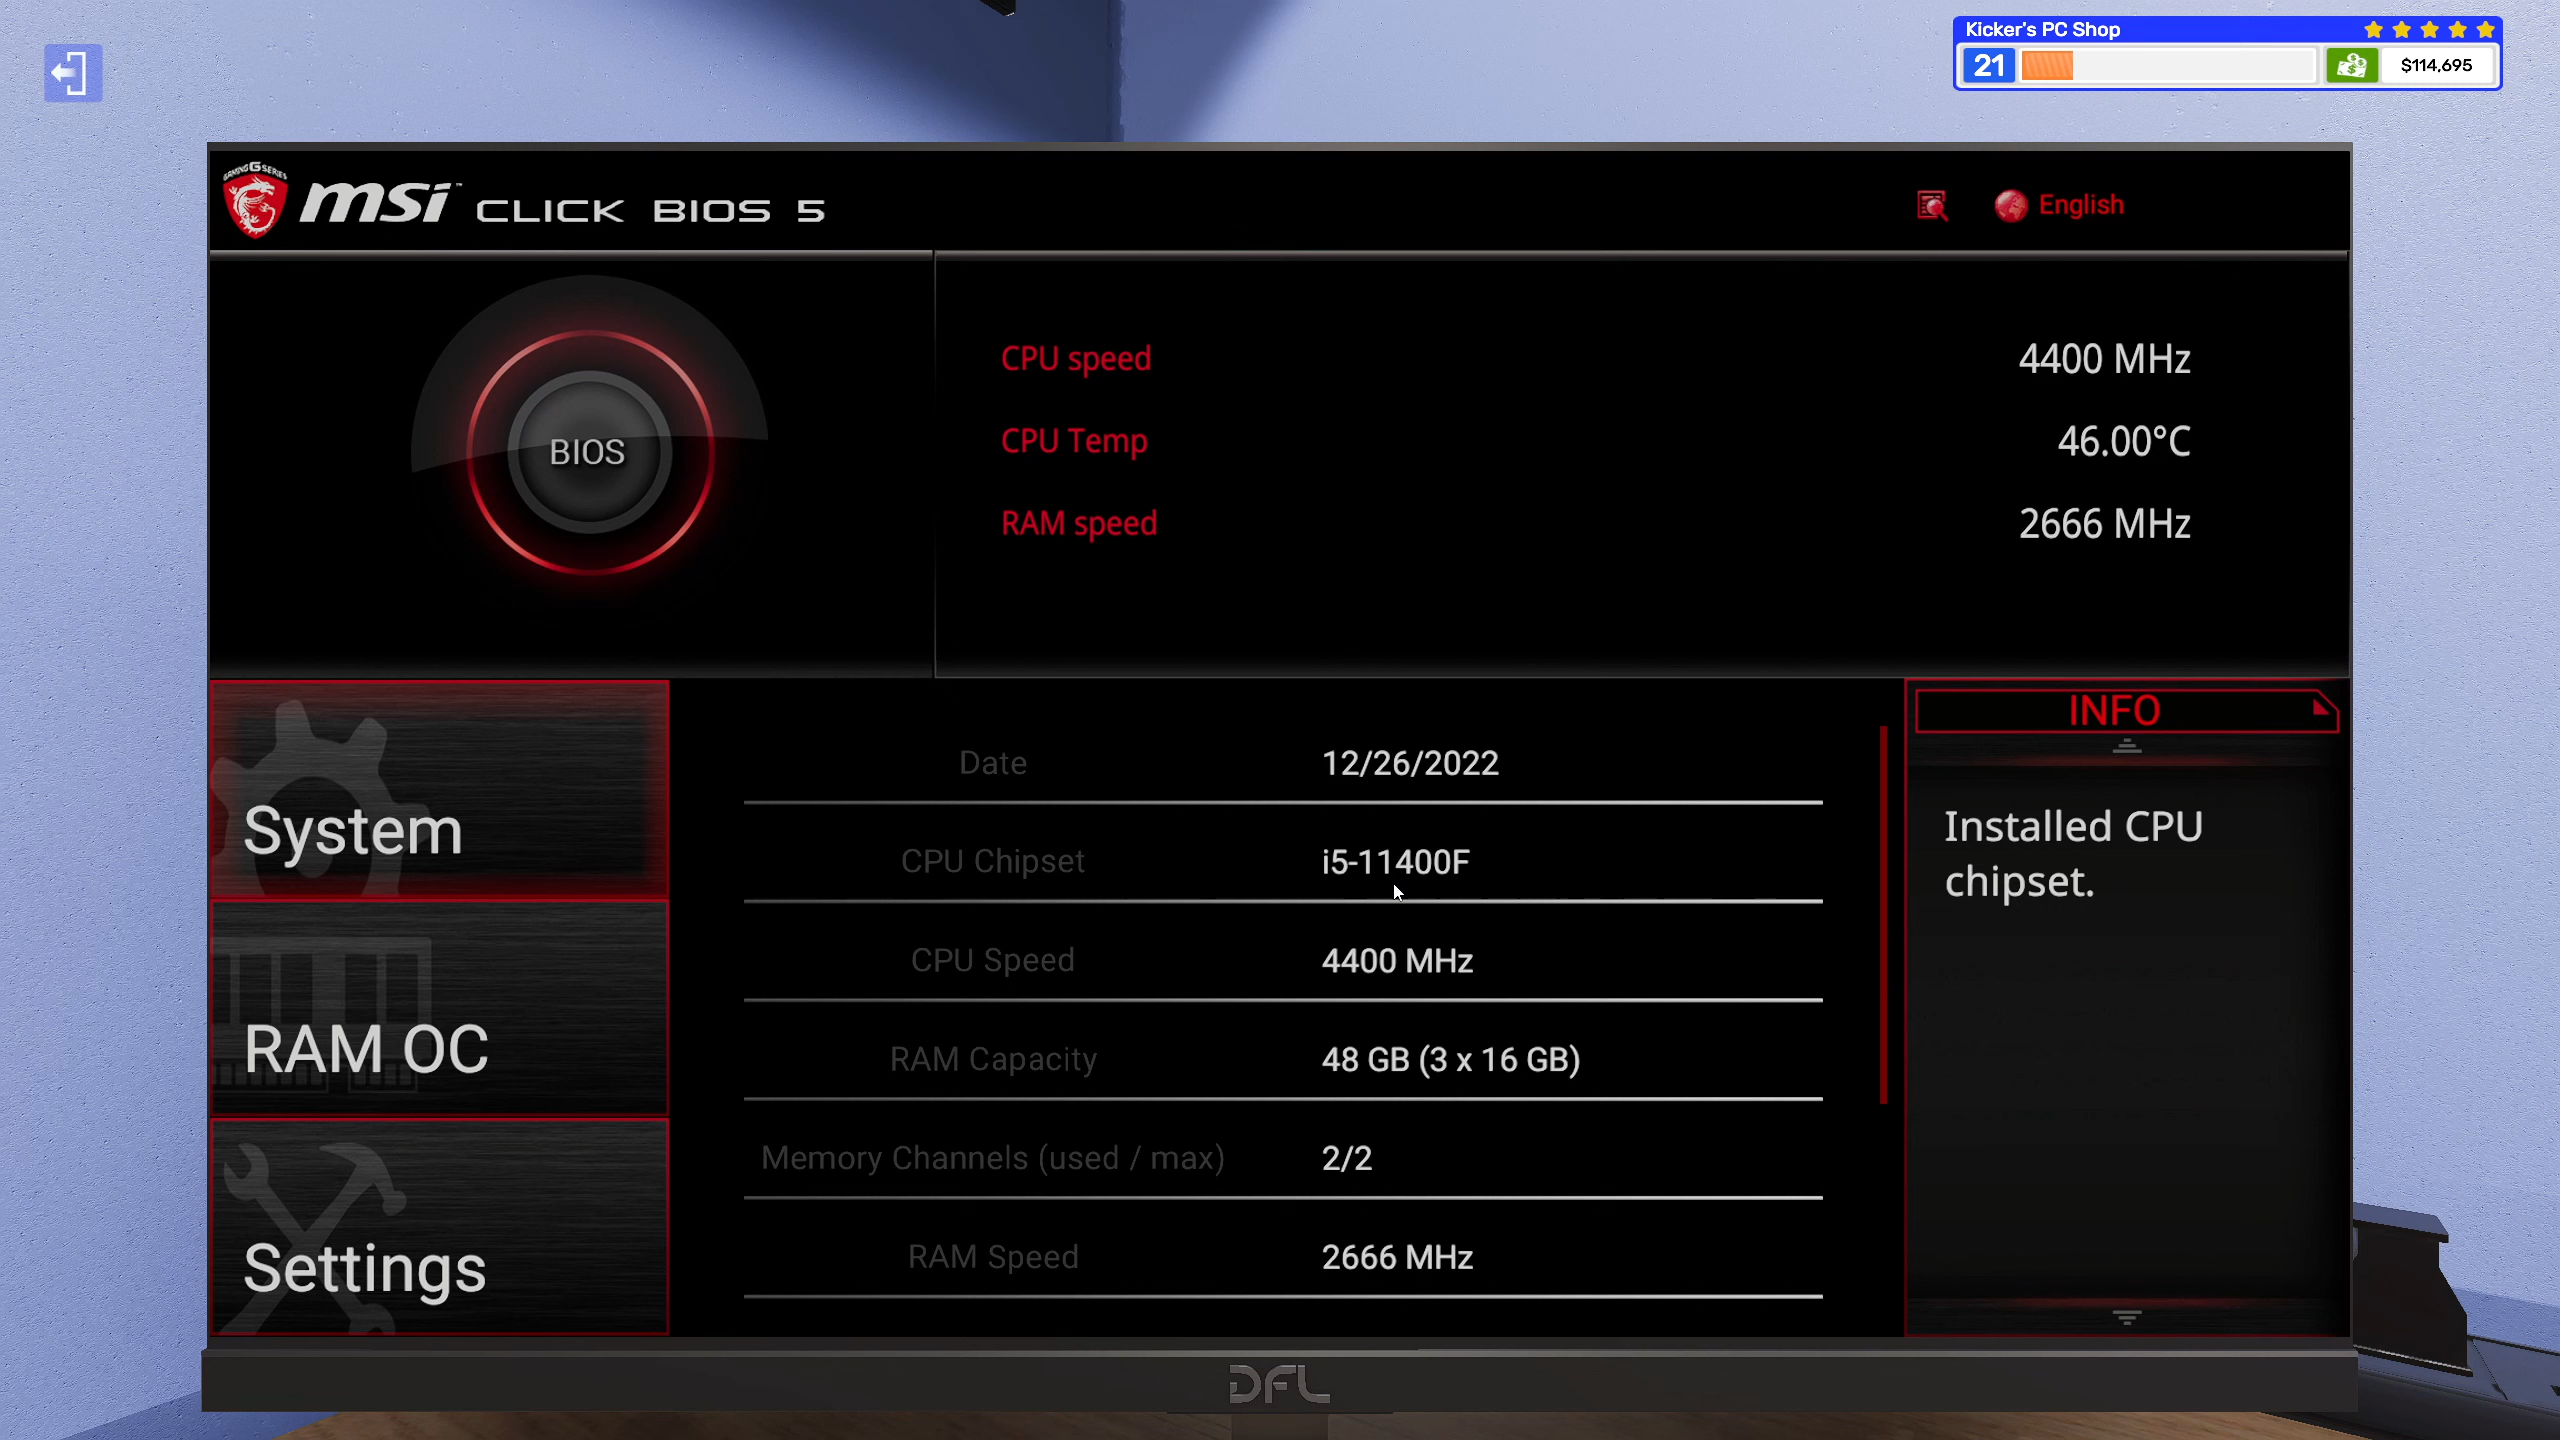 Kicker's PC Shop
21
$114,695
GAMING G SERIES
msi CLICK BIOS 5
English
BIOS
CPU speed 4400 MHz
CPU Temp 46.00°C
RAM speed 2666 MHz
System
RAM OC
Settings
Date 12/26/2022
CPU Chipset i5-11400F
CPU Speed 4400 MHz
RAM Capacity 48 GB (3 x 16 GB)
Memory Channels (used / max) 2/2
RAM Speed 2666 MHz
INFO
Installed CPU
chipset.
DFL